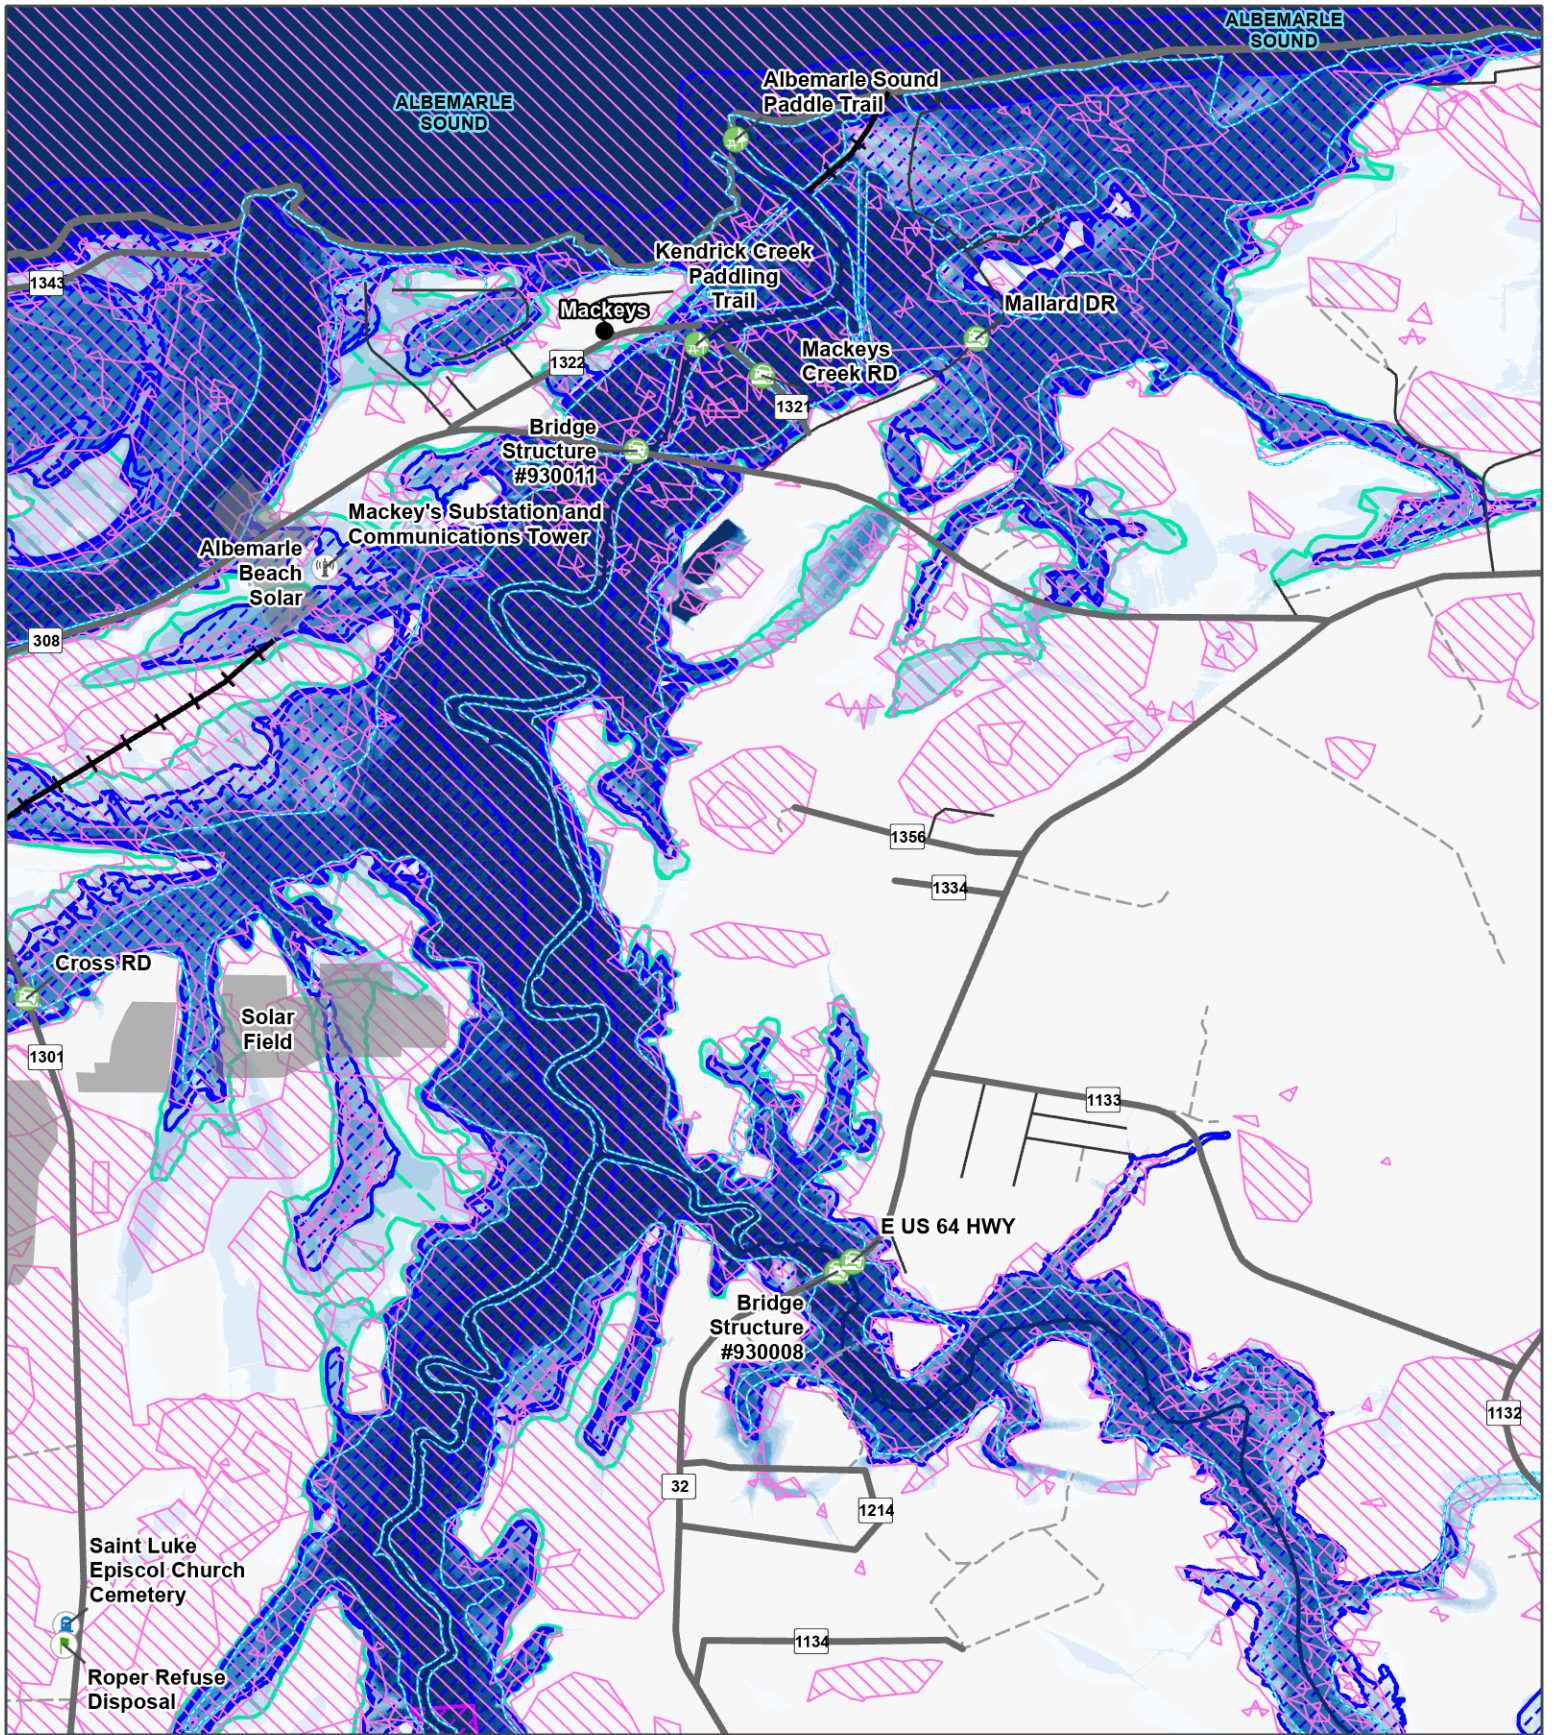 ALBEMARLE
SOUND
ALBEMARLE
SOUND
Albemarle Sound
Paddle Trail
Kendrick Creek
Paddling
Trail
1343
Mackeys
Mallard DR
1322
Mackeys
Creek RD
1321
Bridge
Structure
#930011
Mackey's Substation and
Communications Tower
Albemarle
Beach
Solar
308
1356
1334
Cross RD
Solar
Field
1301
1133
E US 64 HWY
Bridge
Structure
#930008
1132
32
1214
Saint Luke
Episcol Church
Cemetery
1134
Roper Refuse
Disposal